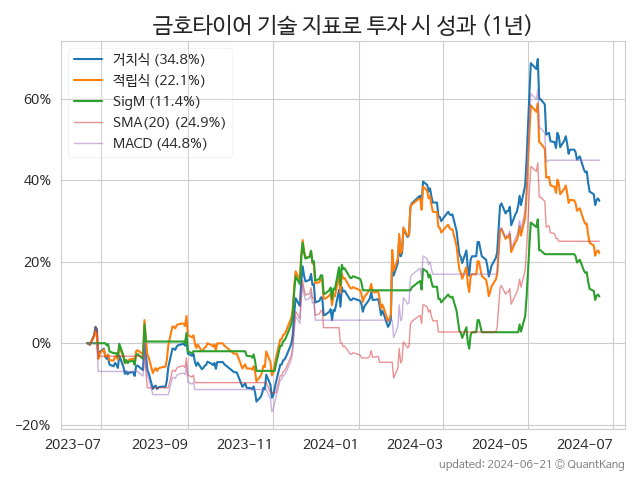 금호타이어 기술 지표로 투자 시 성과 (1년)
거치식 (34.8%)
적립식 (22.1%)
SigM (11.4%)
SMA(20) (24.9%)
MACD (44.8%)
60%
40%
20%
0%
−20%
2023-07 2023-09 2023-11 2024-01 2024-03 2024-05 2024-07
updated: 2024-06-21 © QuantKang